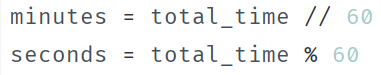 minutes = total_time // 60
seconds = total_time % 60